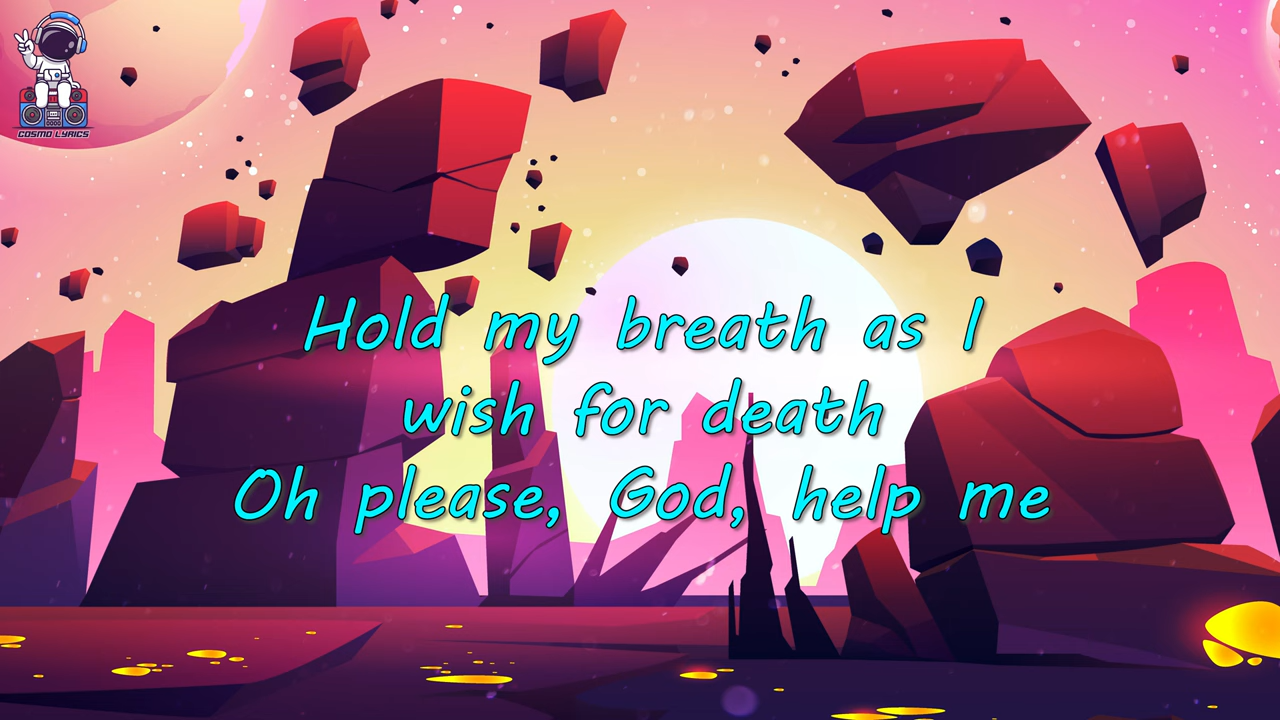 COSMO LYRICS
Hold my breath as I
wish for death
Oh please, God, help me